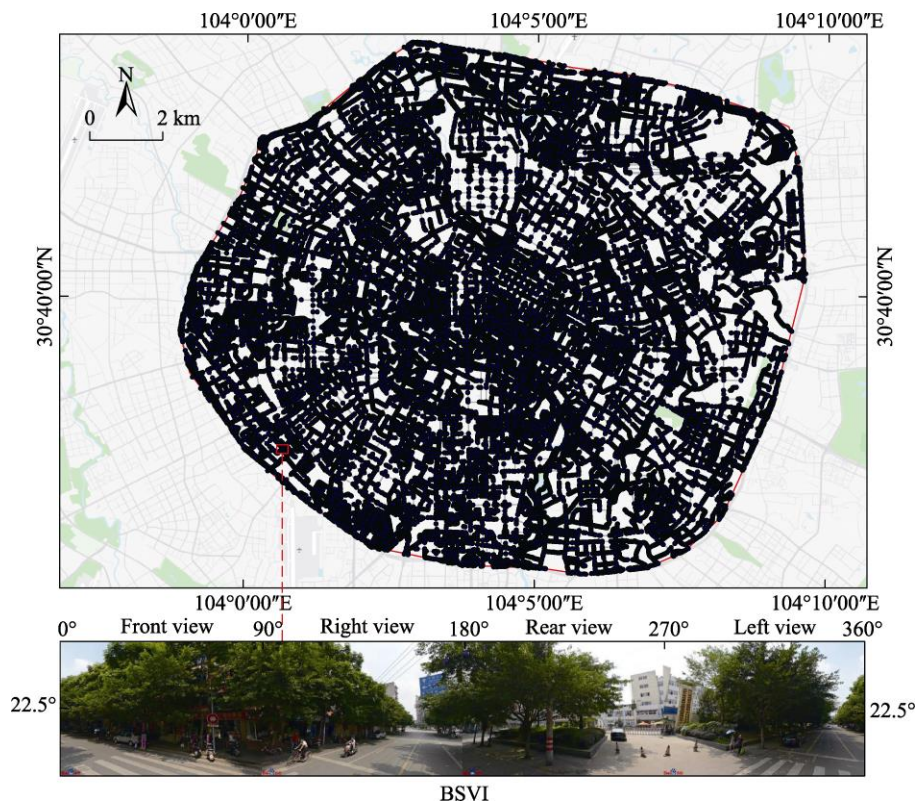 104°0′00″E 104°5′00″E 104°10′00″E
N
0 2 km
30°40′00″N 30°40′00″N
104°0′00″E 104°5′00″E 104°10′00″E
0° Front view 90° Right view 180° Rear view 270° Left view 360°
22.5° 22.5°
BSVI